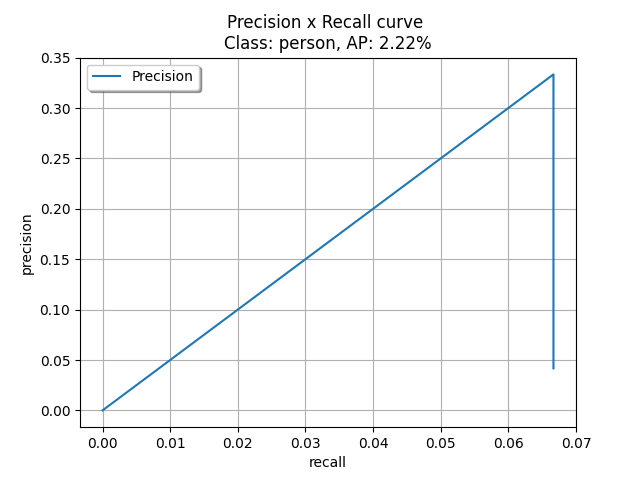 Precision x Recall curve
Class: person, AP: 2.22%
Precision
0.35
0.30
0.25
0.20
0.15
0.10
0.05
0.00
precision
0.00 0.01 0.02 0.03 0.04 0.05 0.06 0.07
recall